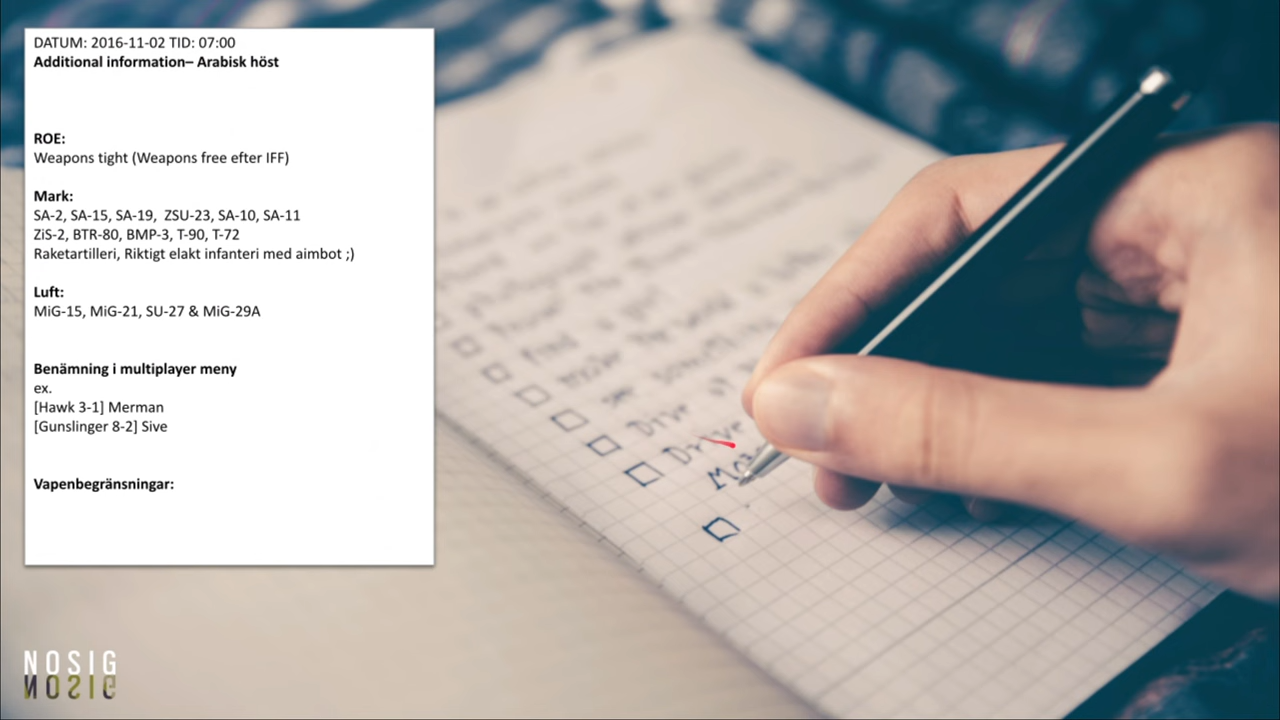 DATUM: 2016-11-02 TID: 07:00
Additional information– Arabisk höst
ROE:
Weapons tight (Weapons free efter IFF)
Mark:
SA-2, SA-15, SA-19, ZSU-23, SA-10, SA-11
ZiS-2, BTR-80, BMP-3, T-90, T-72
Raketartilleri, Riktigt elakt infanteri med aimbot ;)
Luft:
MiG-15, MiG-21, SU-27 & MiG-29A
Benämning i multiplayer meny
ex.
[Hawk 3-1] Merman
[Gunslinger 8-2] Sive
Vapenbegränsningar:
Drive
NOSIG